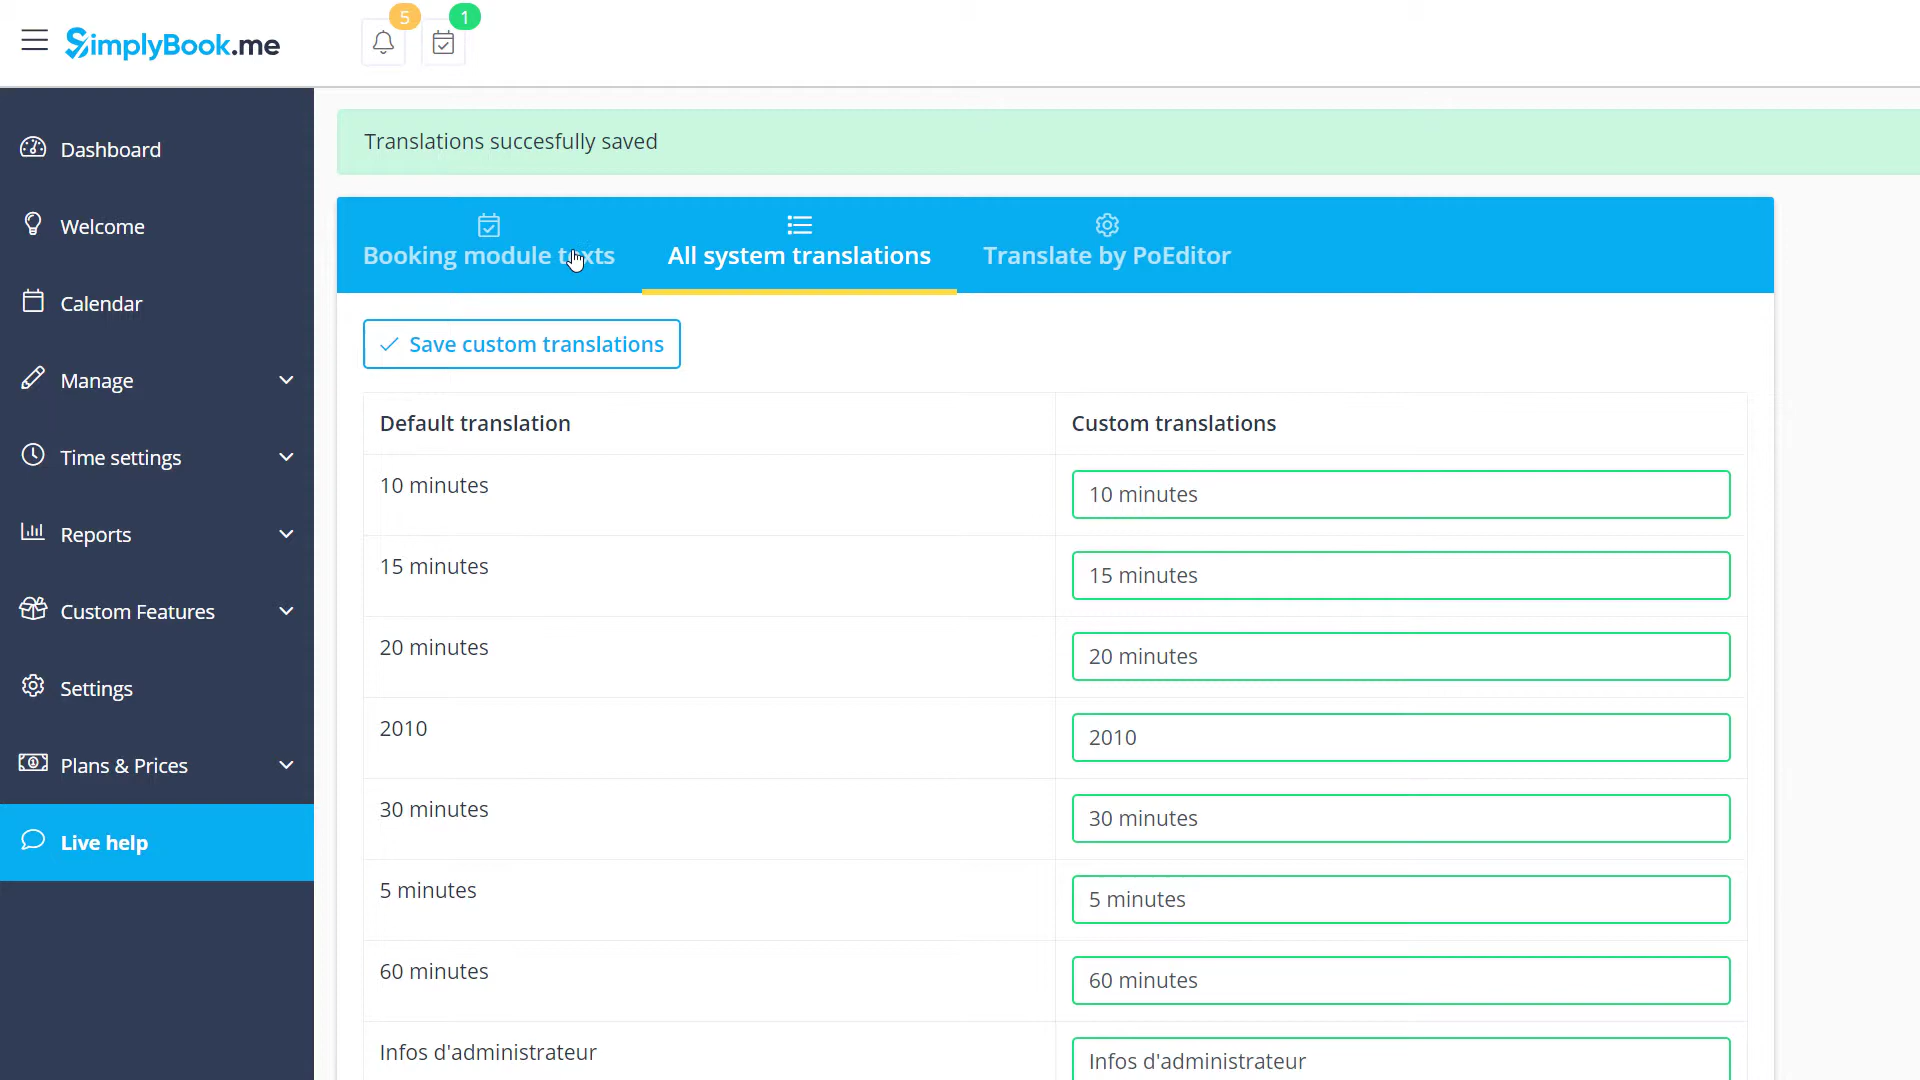 SimplyBook.me
5
1
Dashboard
Welcome
Calendar
Manage
Time settings
Reports
Custom Features
Settings
Plans & Prices
Live help
Translations succesfully saved
Booking module texts
All system translations
Translate by PoEditor
Save custom translations
Default translation
Custom translations
10 minutes
10 minutes
15 minutes
15 minutes
20 minutes
20 minutes
2010
2010
30 minutes
30 minutes
5 minutes
5 minutes
60 minutes
60 minutes
Infos d'administrateur
Infos d'administrateur